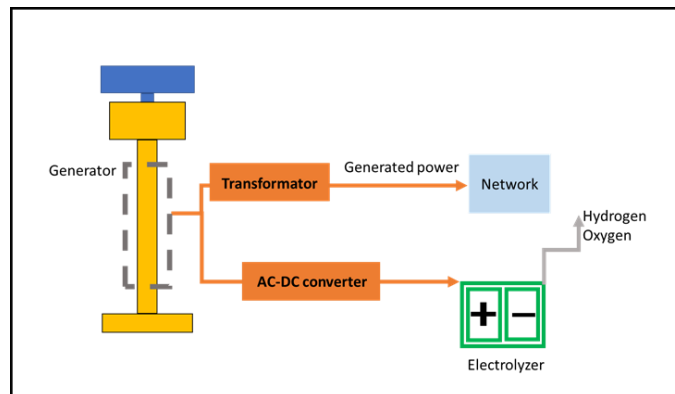 Generator
Transformator
Generated power
Network
Hydrogen
Oxygen
AC-DC converter
+ −
Electrolyzer